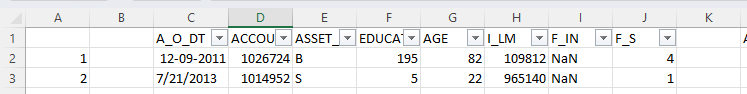 A B C D E F G H I J K
1 A_O_DT ACCOU ASSET_ EDUCAT AGE I_LM F_IN F_S
2 1 12-09-2011 1026724 B 195 82 109812 NaN 4
3 2 7/21/2013 1014952 S 5 22 965140 NaN 1